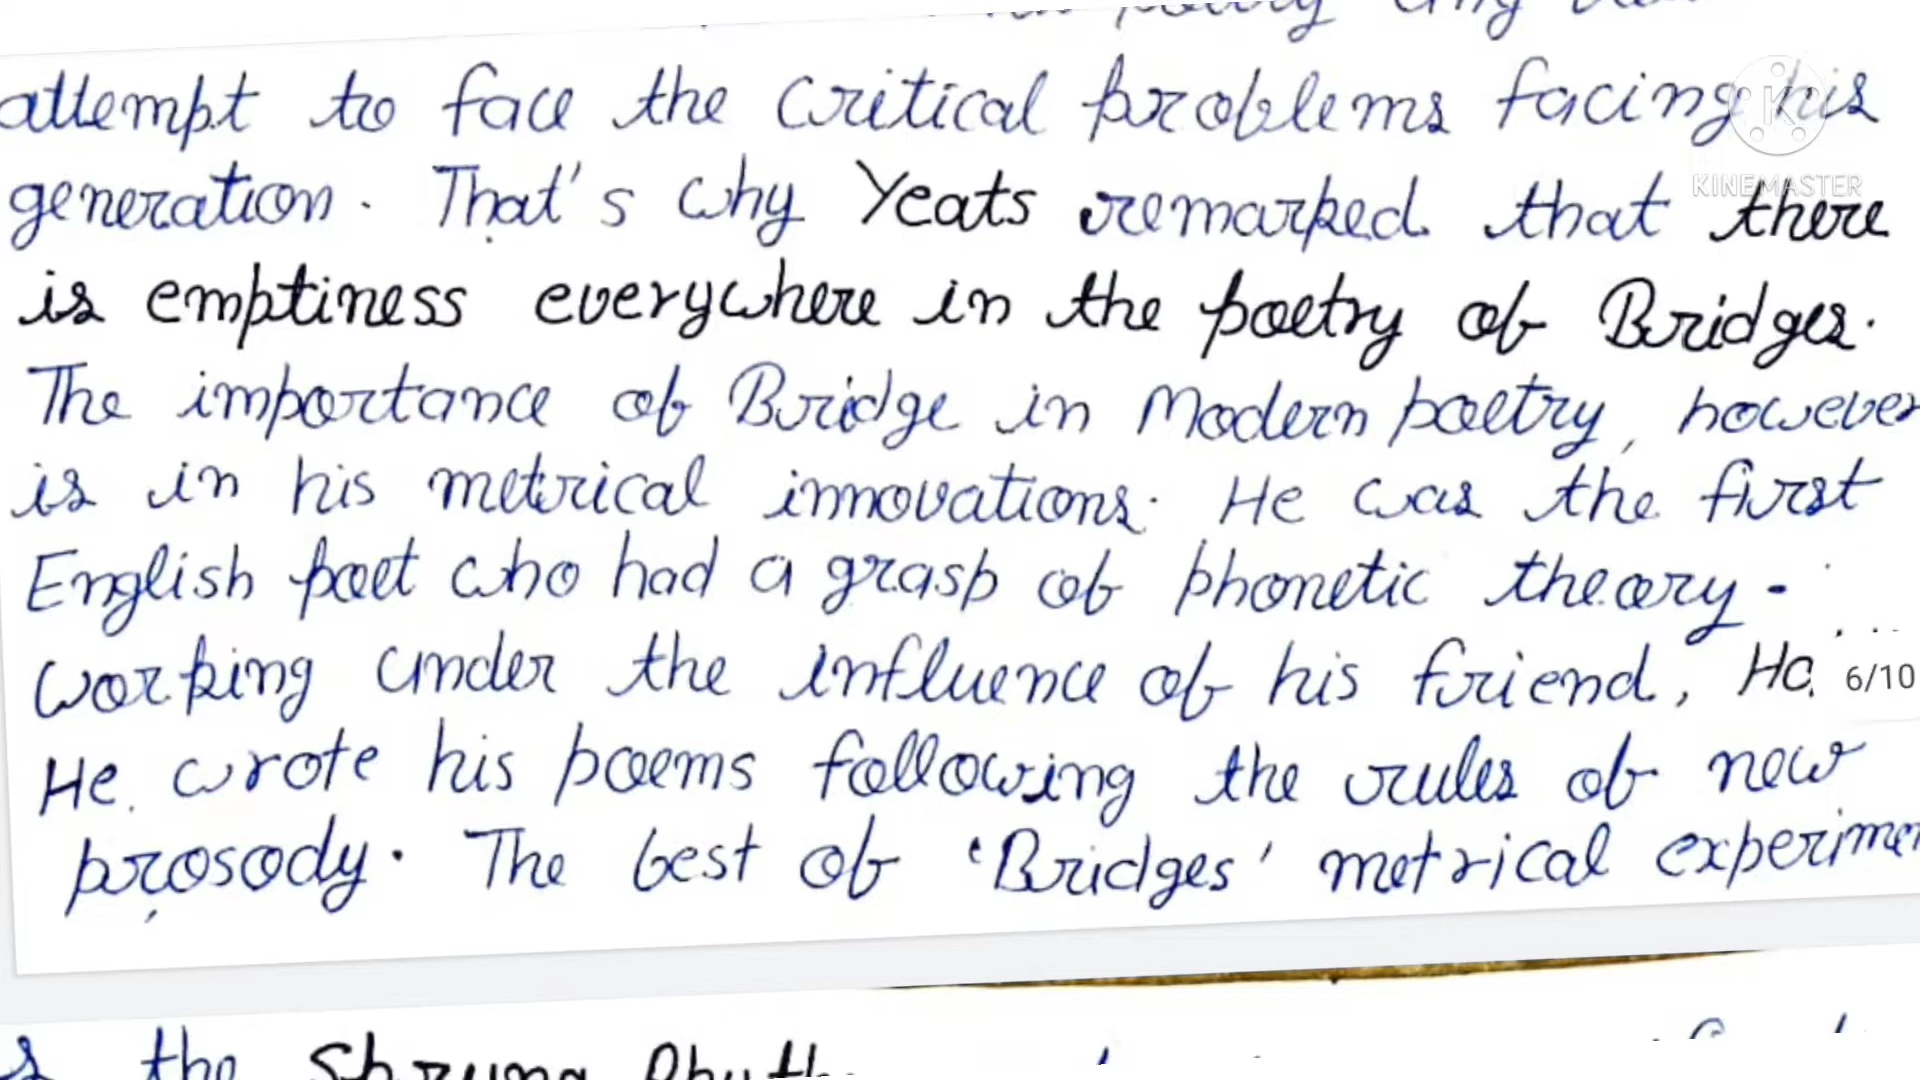 attempt to face the critical problems facing his
generation. That's why Yeats remarked that there
is emptiness everywhere in the poetry of Bridges.
The importance of Bridge in Modern poetry, however
is in his metrical innovations. He was the first
English poet who had a grasp of phonetic theory.
working under the influence of his friend,
He wrote his poems following the rules of new
prosody. The best of 'Bridges' metrical
the
KINEMASTER
6/10